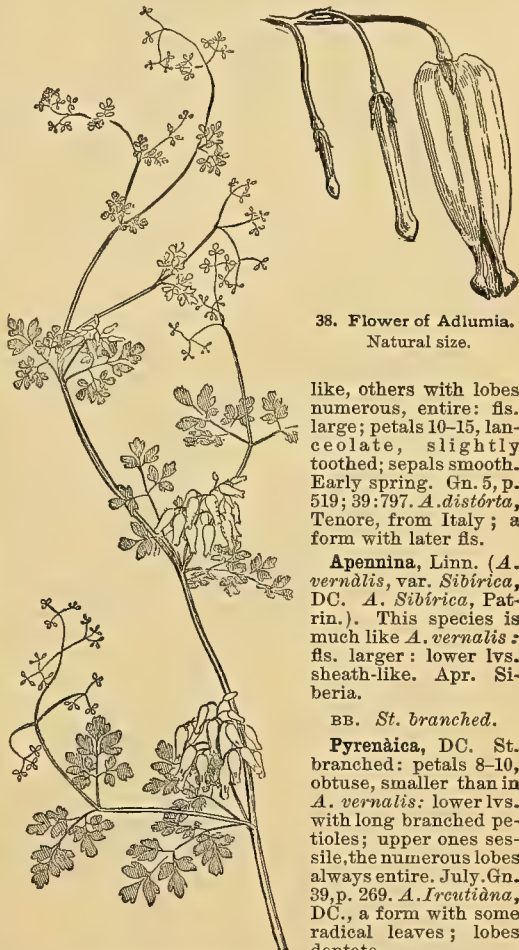 38. Flower of Adlumia.
Natural size.
like, others with lobes
numerous, entire: fls.
large; petals 10–15, lan-
ceolate, slightly
toothed; sepals smooth.
Early spring. Gn. 5, p.
519; 39:797. A. distórta,
Tenore, from Italy; a
form with later fls.
Apennina, Linn. (A.
vernàlis, var. Sibírica,
DC. A. Sibírica, Pat-
rin.). This species is
much like A. vernalis:
fls. larger: lower lvs.
sheath-like. Apr. Si-
beria.
BB. St. branched.
Pyrenàica, DC. St.
branched: petals 8–10,
obtuse, smaller than in
A. vernalis: lower lvs.
with long branched pe-
tioles; upper ones ses-
sile, the numerous lobes
always entire. July. Gn.
39, p. 269. A. Ircutiàna,
DC., a form with some
radical leaves; lobes